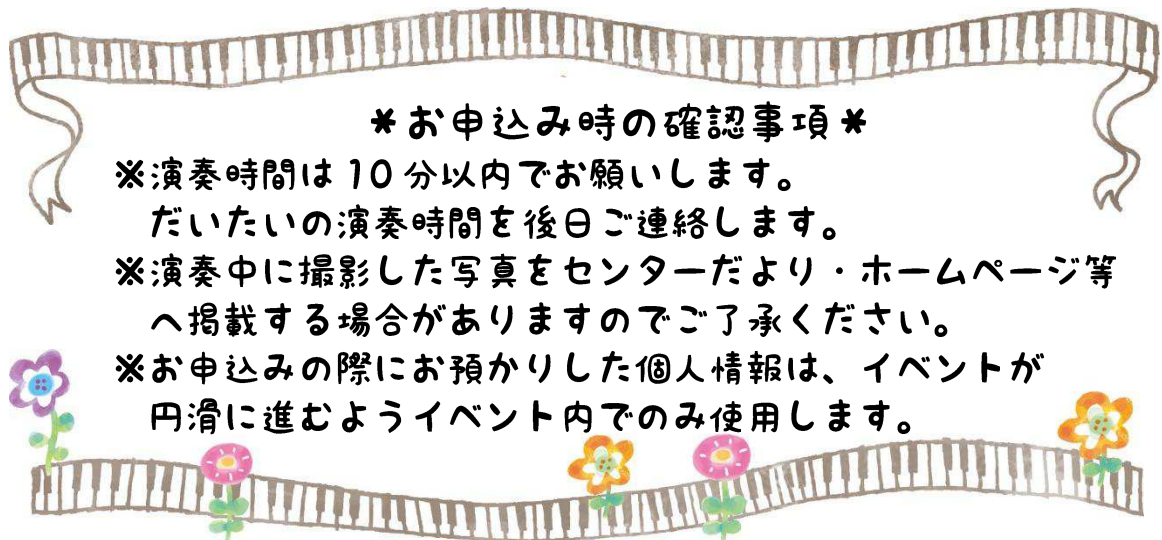 *お申込み時の確認事項*
※演奏時間は10分以内でお願いします。
だいたいの演奏時間を後日ご連絡します。
※演奏中に撮影した写真をセンターだより・ホームページ等
へ掲載する場合がありますのでご了承ください。
※お申込みの際にお預かりした個人情報は、イベントが
円滑に進むようイベント内でのみ使用します。